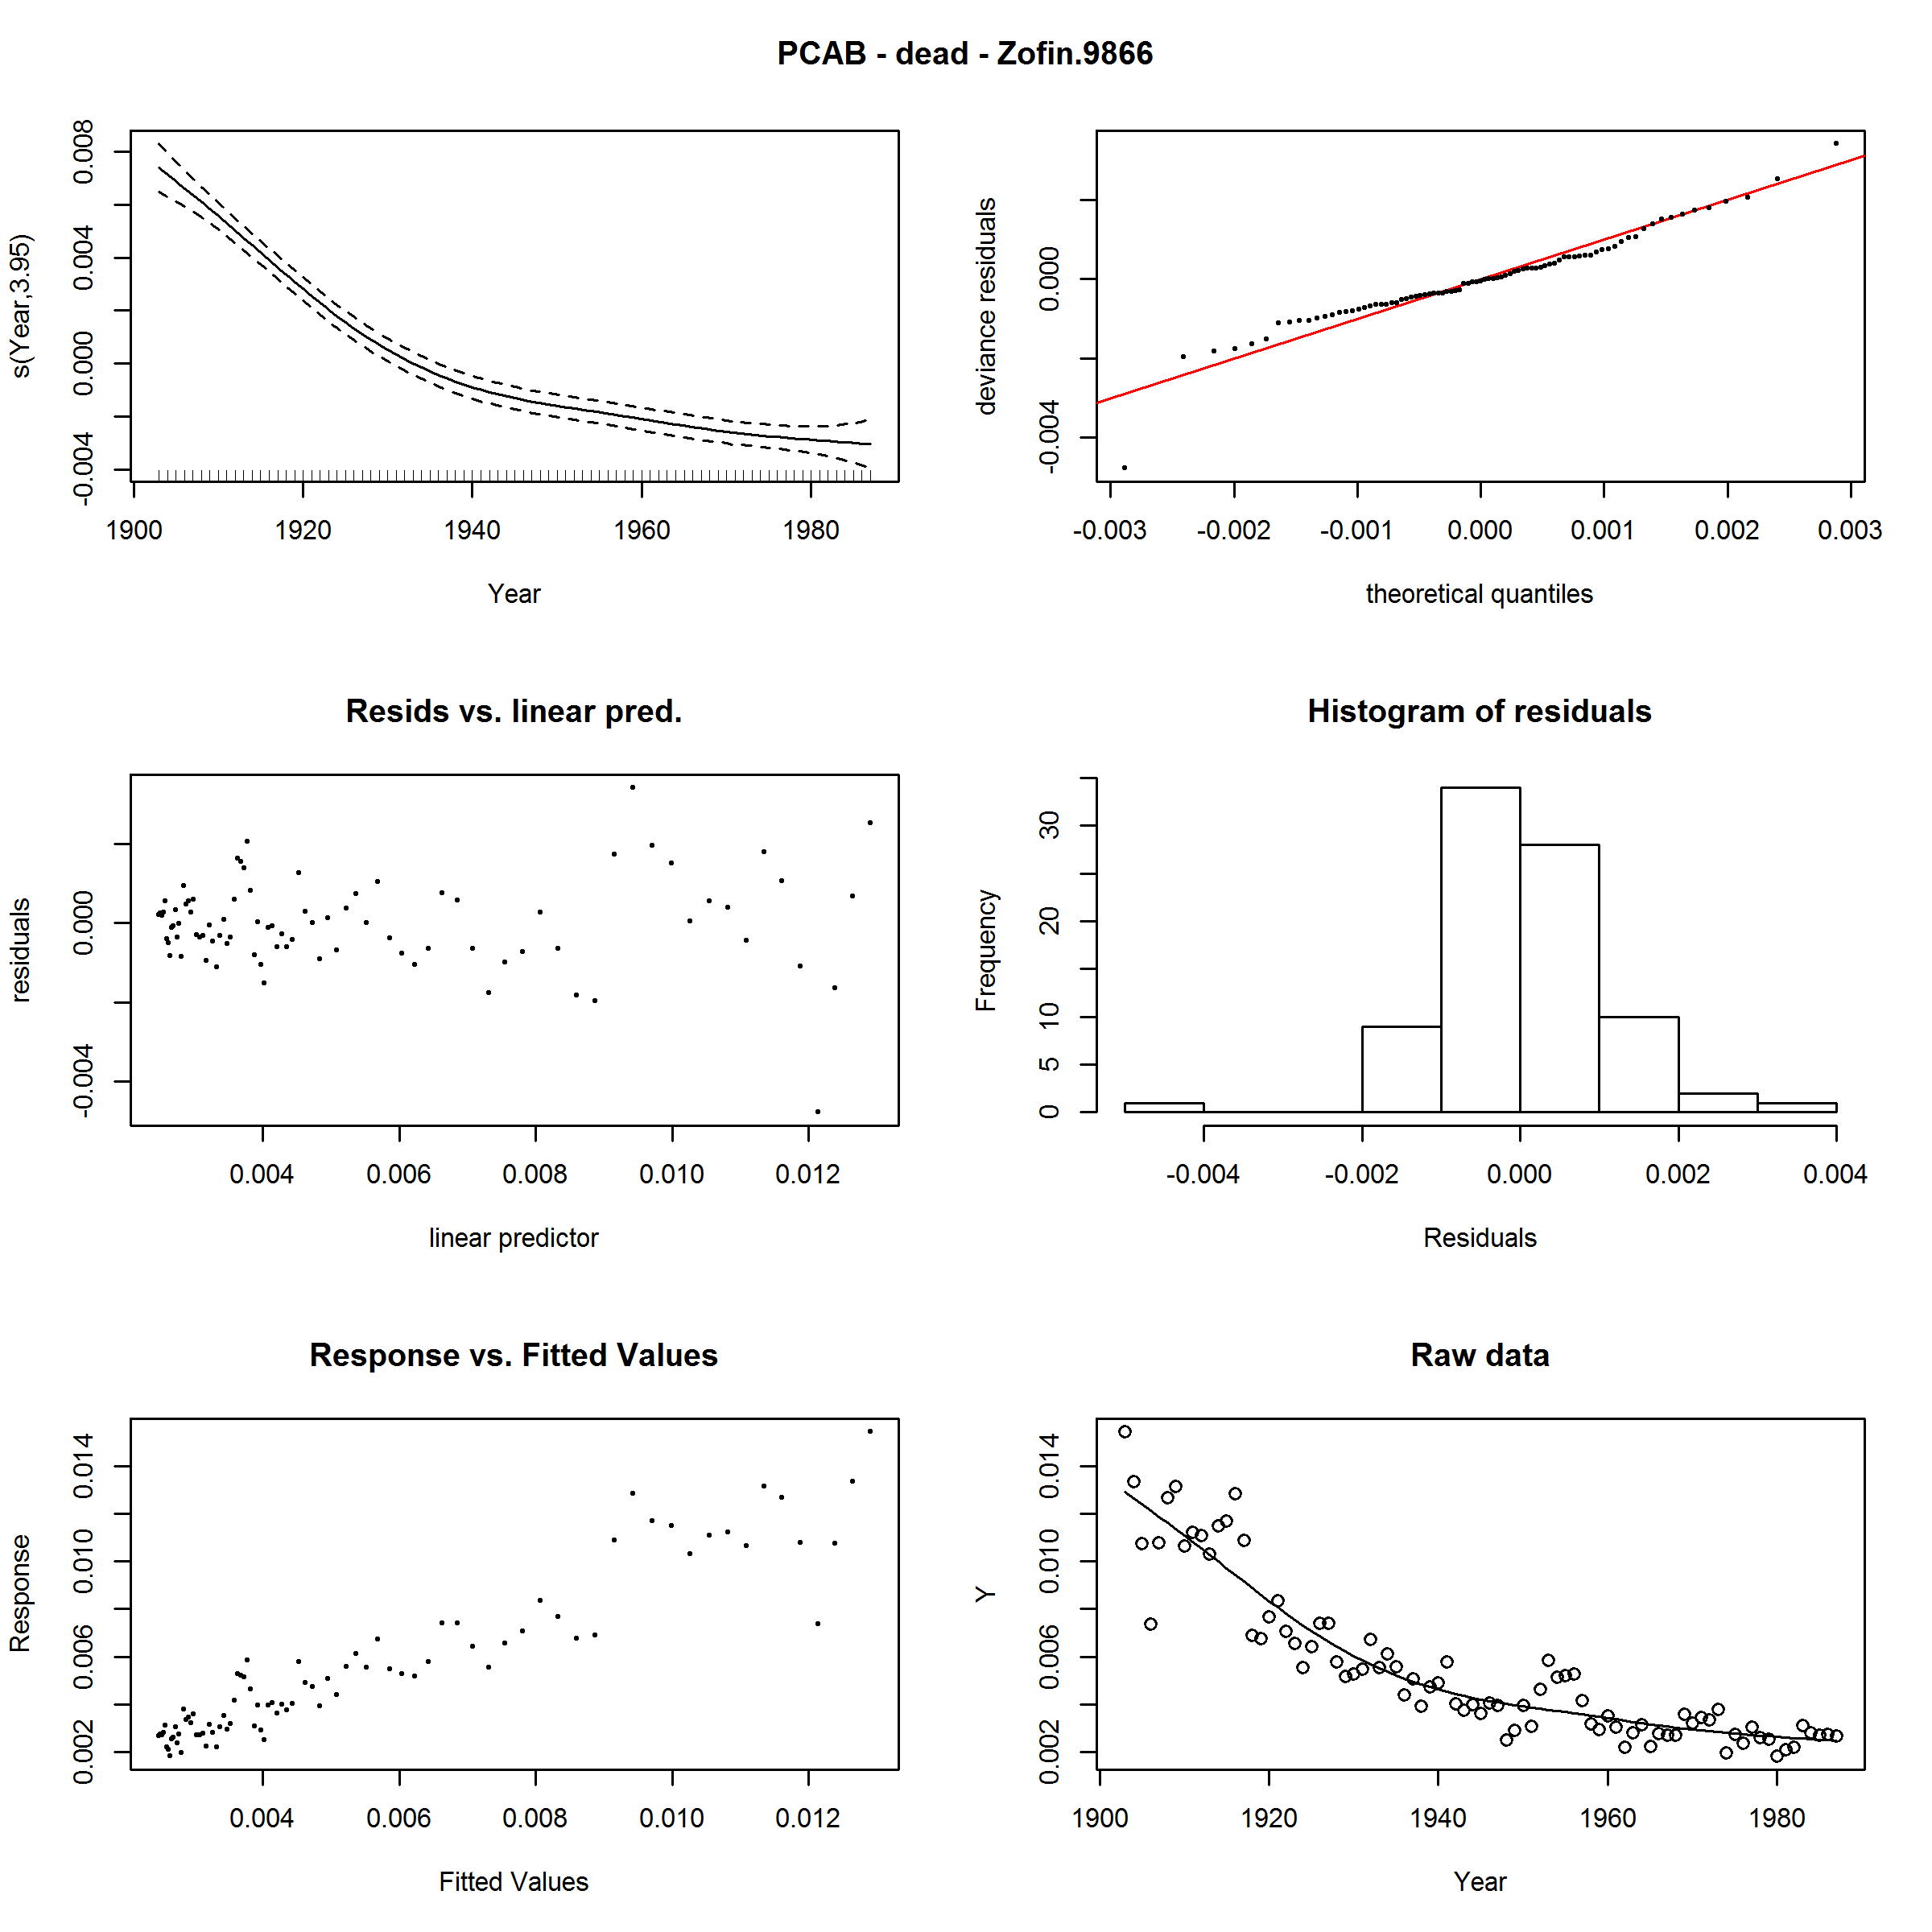 PCAB - dead - Zofin.9866
s(Year,3.95)
-0.004 0.000 0.004 0.008
1900 1920 1940 1960 1980
Year
deviance residuals
-0.004 0.000
-0.003 -0.002 -0.001 0.000 0.001 0.002 0.003
theoretical quantiles
Resids vs. linear pred.
residuals
-0.004 0.000
0.004 0.006 0.008 0.010 0.012
linear predictor
Histogram of residuals
Frequency
0 5 10 20 30
-0.004 -0.002 0.000 0.002 0.004
Residuals
Response vs. Fitted Values
Response
0.002 0.006 0.010 0.014
0.004 0.006 0.008 0.010 0.012
Fitted Values
Raw data
Y
0.002 0.006 0.010 0.014
1900 1920 1940 1960 1980
Year